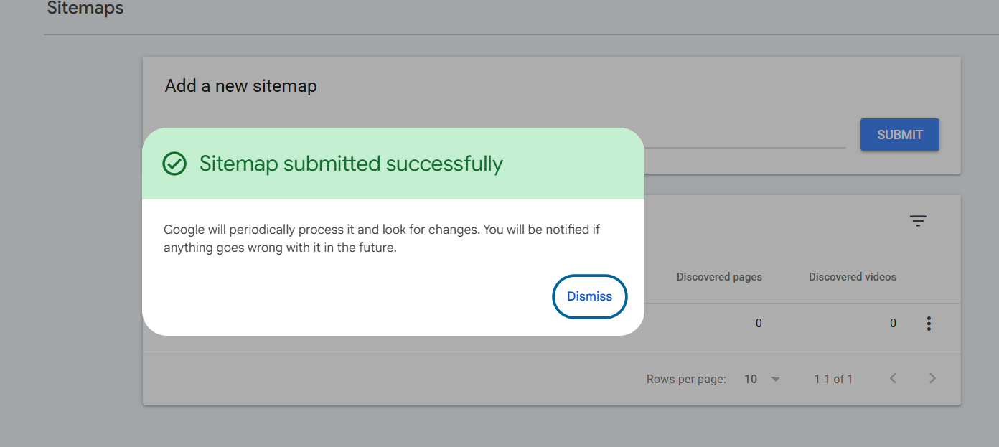 Sitemaps
Add a new sitemap
SUBMIT
Sitemap submitted successfully
Google will periodically process it and look for changes. You will be notified if
anything goes wrong with it in the future.
Dismiss
Discovered pages Discovered videos
0 0
Rows per page: 10 1-1 of 1